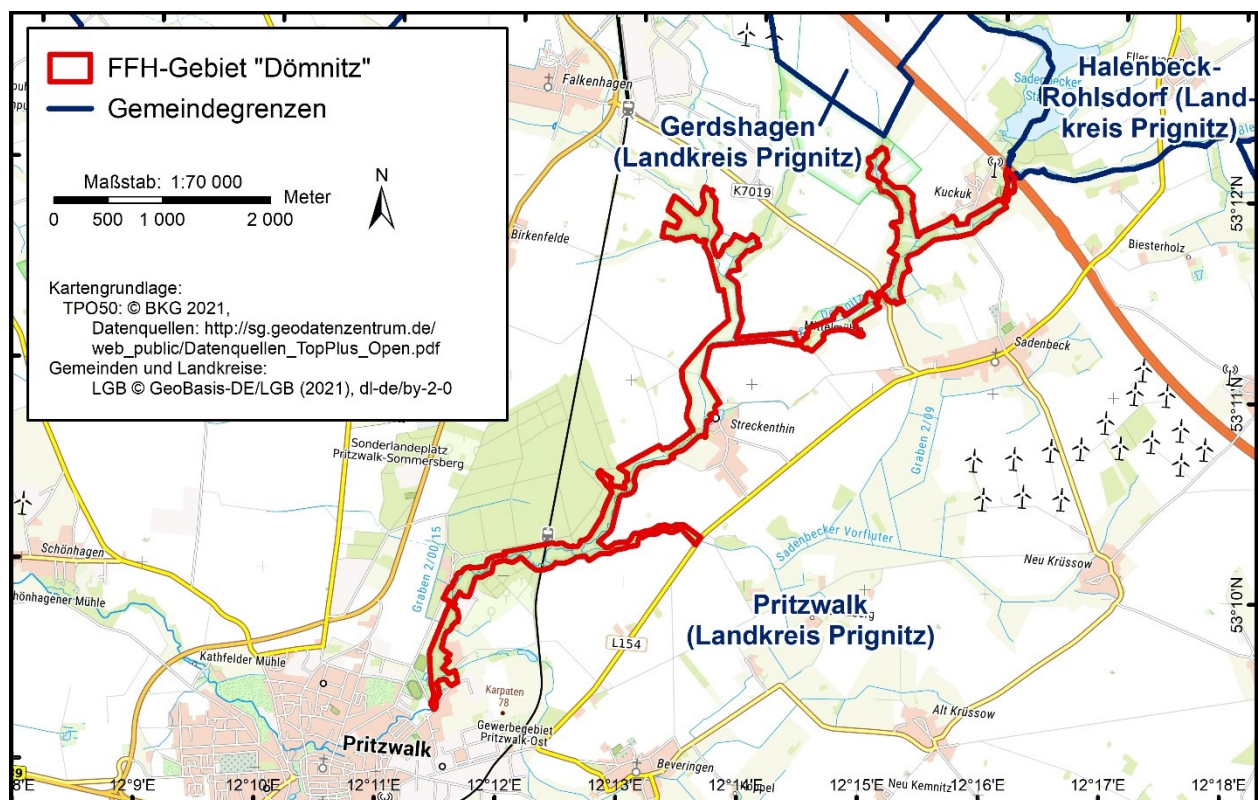 FFH-Gebiet "Dömnitz"
Gemeindegrenzen
Maßstab: 1:70 000
Meter
0 500 1 000 2 000
N
Kartengrundlage:
TPO50: © BKG 2021,
Datenquellen: http://sg.geodatenzentrum.de/
web_public/Datenquellen_TopPlus_Open.pdf
Gemeinden und Landkreise:
LGB © GeoBasis-DE/LGB (2021), dl-de/by-2-0
Falkenhagen
Gerdshagen
(Landkreis Prignitz)
Halenbeck-
Rohlsdorf (Land-
kreis Prignitz)
Sadenbecker
K7019
Kuckuk
Birkenfelde
Biesterholz
53°12'N
Sadenbeck
Streckenthin
53°11'N
Sonderlandeplatz
Pritzwalk-Sommersberg
Graben 2/09
Graben 2/00/15
Sadenbecker Vorfluter
Schönhagen
Neu Krüssow
Pritzwalk
(Landkreis Prignitz)
53°10'N
L154
Kathfelder Mühle
Karpaten
78
Gewerbegebiet
Pritzwalk-Ost
Alt Krüssow
Pritzwalk
Beveringen
Neu Kemnitz
12°9'E
12°10'E
12°12'E
12°13'E
12°14'E
12°15'E
12°16'E
12°17'E
12°18'E